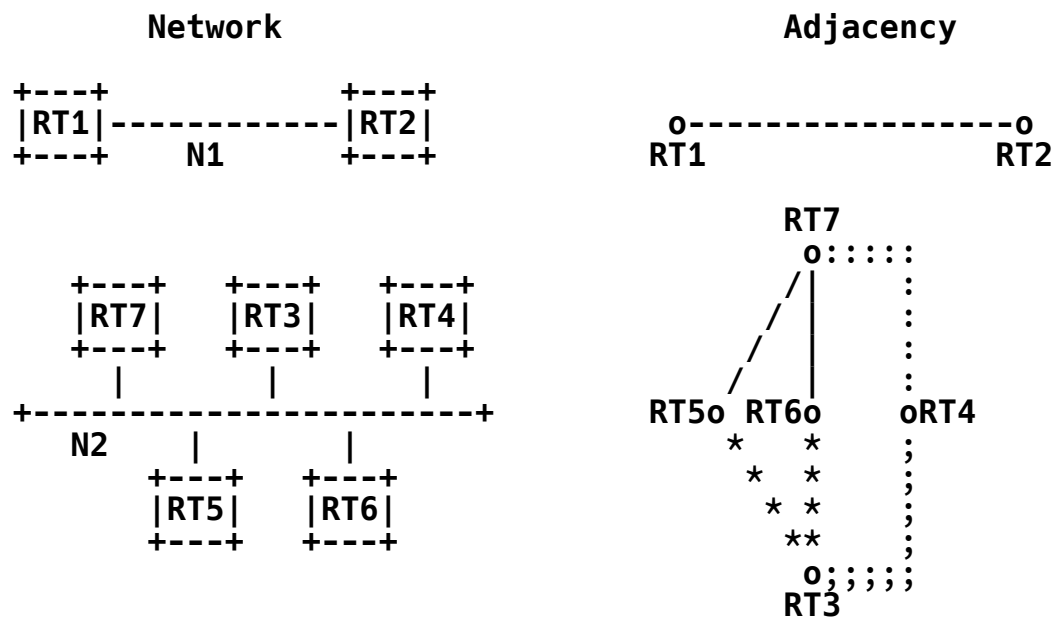 Network                                  Adjacency
+---+            +---+
|RT1|------------|RT2|            o-----------------o
+---+    N1      +---+           RT1               RT2
                                        RT7
                                         o:::::
   +---+   +---+   +---+                /|    :
   |RT7|   |RT3|   |RT4|               / |    :
   +---+   +---+   +---+              /  |    :
     |       |       |               /   |    :
+-----------------------+        RT5o RT6o    oRT4
   N2    |       |                   *   *    ;
       +---+   +---+                  *  *    ;
       |RT5|   |RT6|                   * *    ;
       +---+   +---+                    **    ;
                                         o;;;;;
                                        RT3